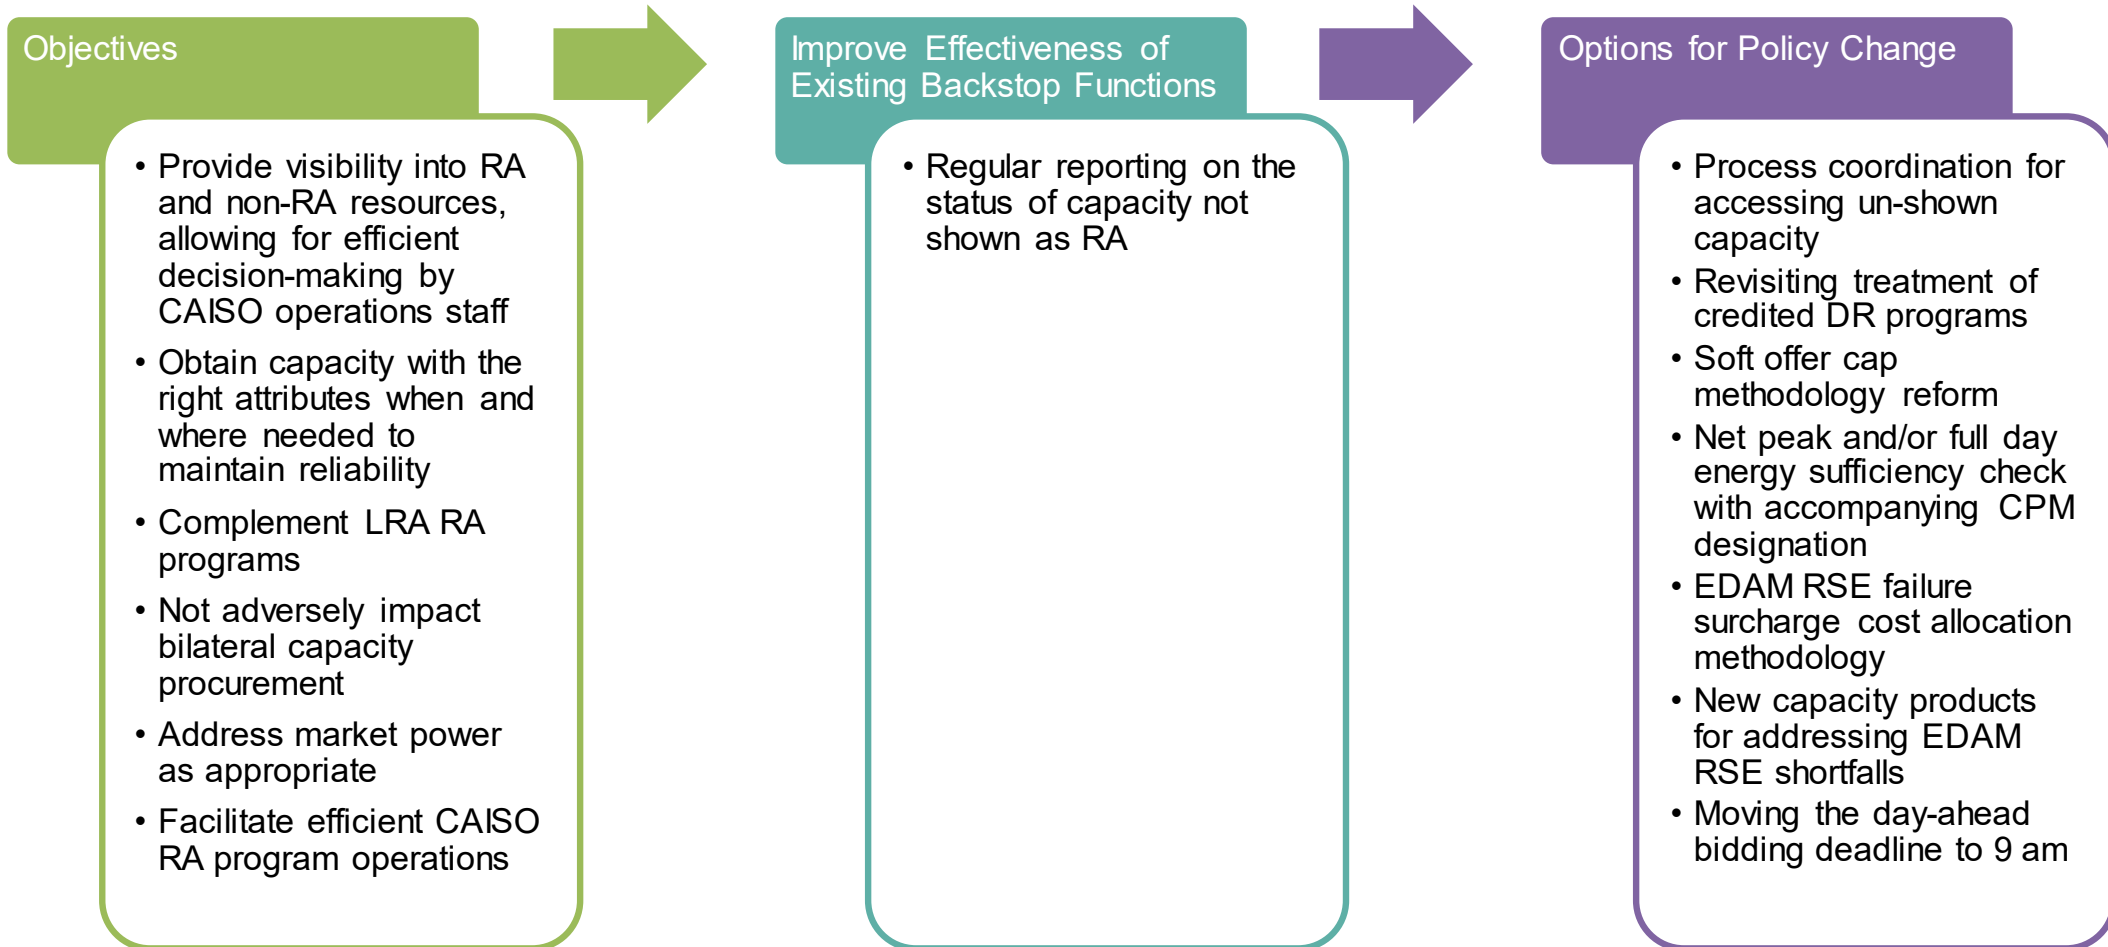 Objectives
• Provide visibility into RA
and non-RA resources,
allowing for efficient
decision-making by
CAISO operations staff
• Obtain capacity with the
right attributes when and
where needed to
maintain reliability
• Complement LRA RA
programs
• Not adversely impact
bilateral capacity
procurement
• Address market power
as appropriate
• Facilitate efficient CAISO
RA program operations
Improve Effectiveness of
Existing Backstop Functions
• Regular reporting on the
status of capacity not
shown as RA
Options for Policy Change
• Process coordination for
accessing un-shown
capacity
• Revisiting treatment of
credited DR programs
• Soft offer cap
methodology reform
• Net peak and/or full day
energy sufficiency check
with accompanying CPM
designation
• EDAM RSE failure
surcharge cost allocation
methodology
• New capacity products
for addressing EDAM
RSE shortfalls
• Moving the day-ahead
bidding deadline to 9 am